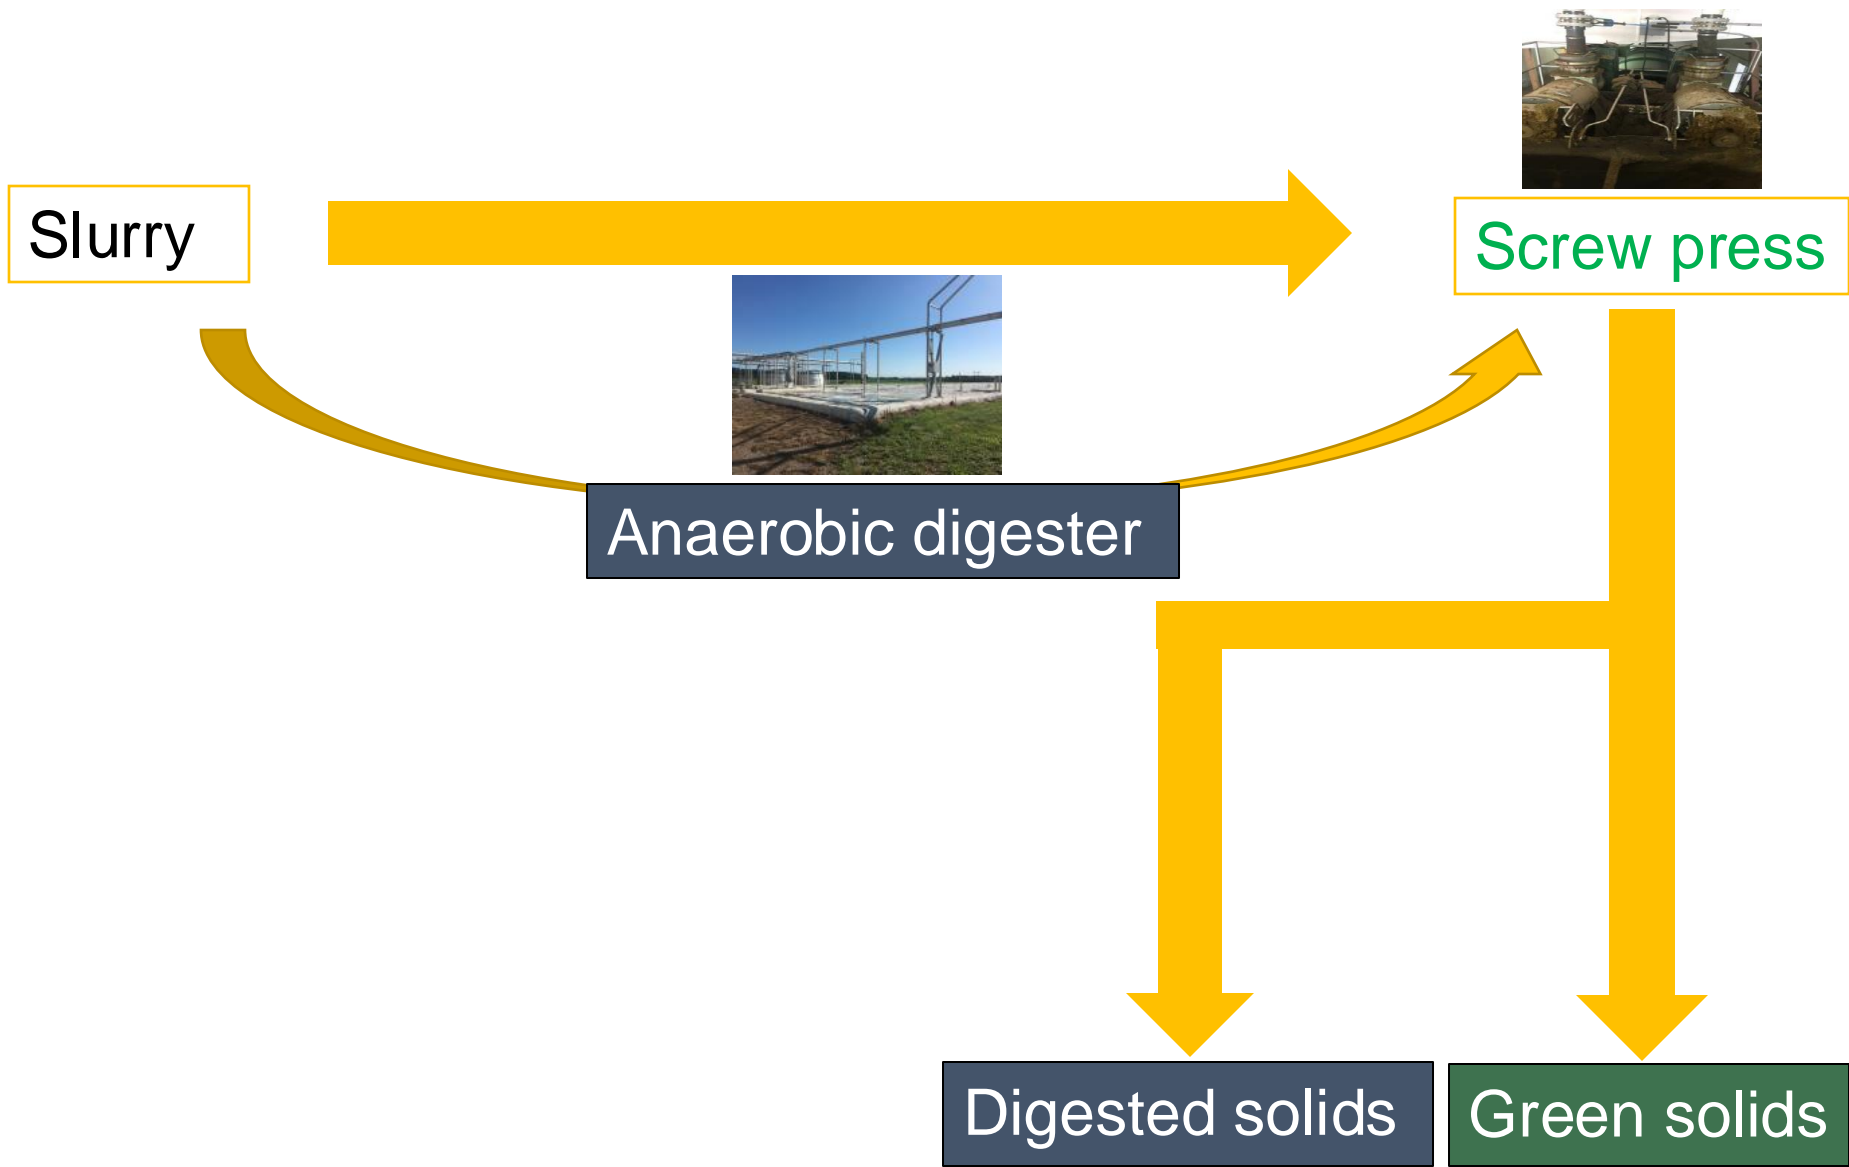 Slurry
Screw press
Anaerobic digester
Digested solids
Green solids